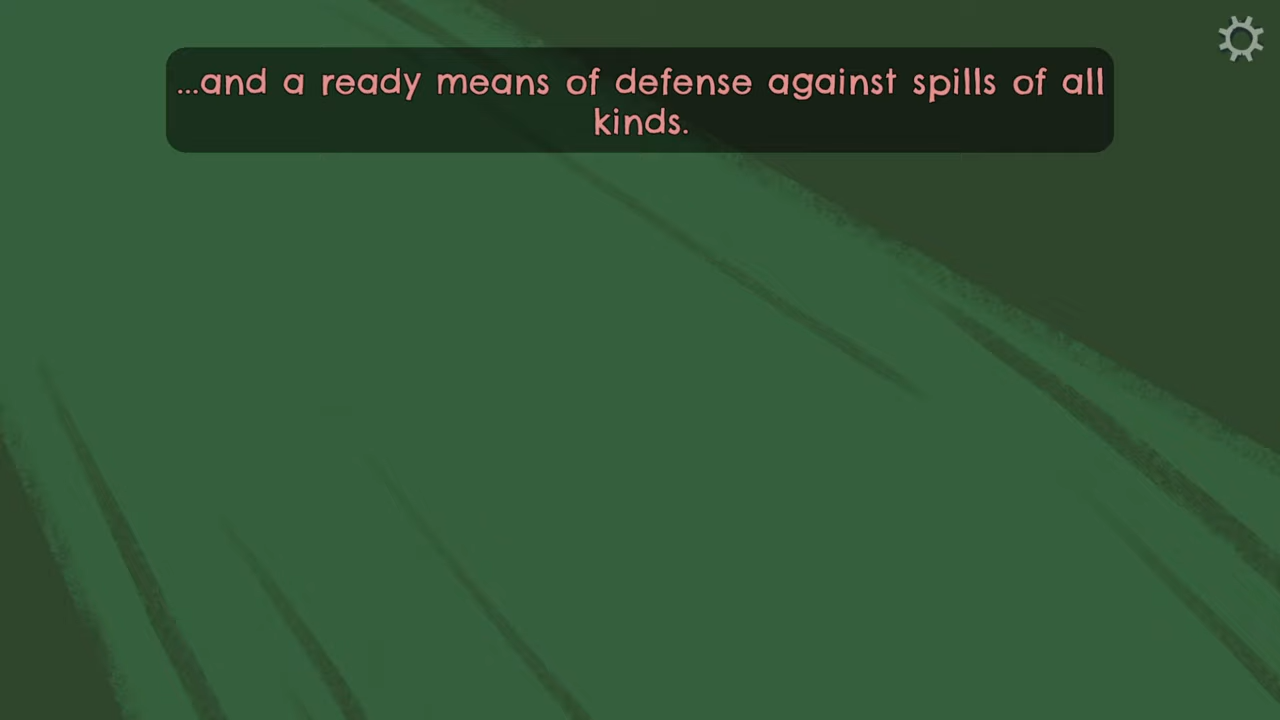 ...and a ready means of defense against spills of all
kinds.